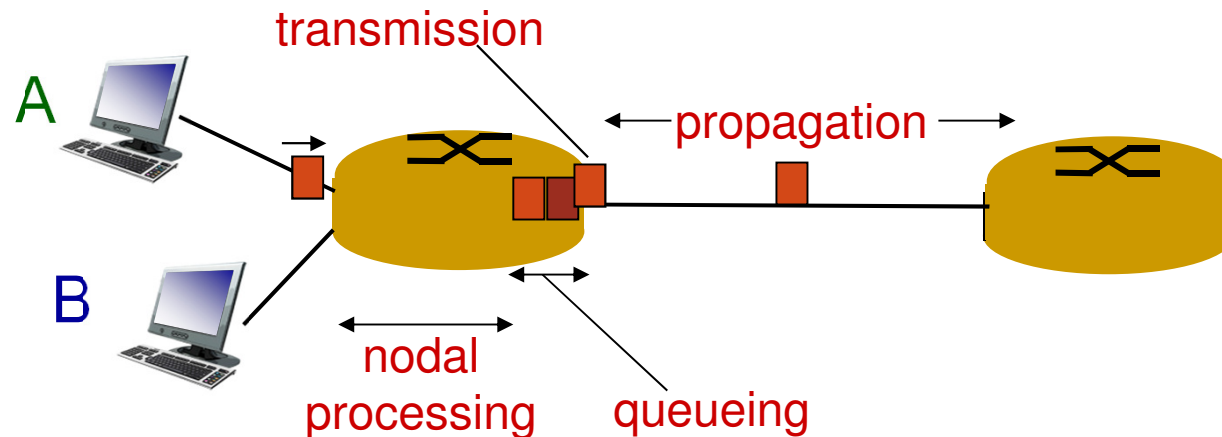 transmission
A
propagation
B
nodal
processing
queueing